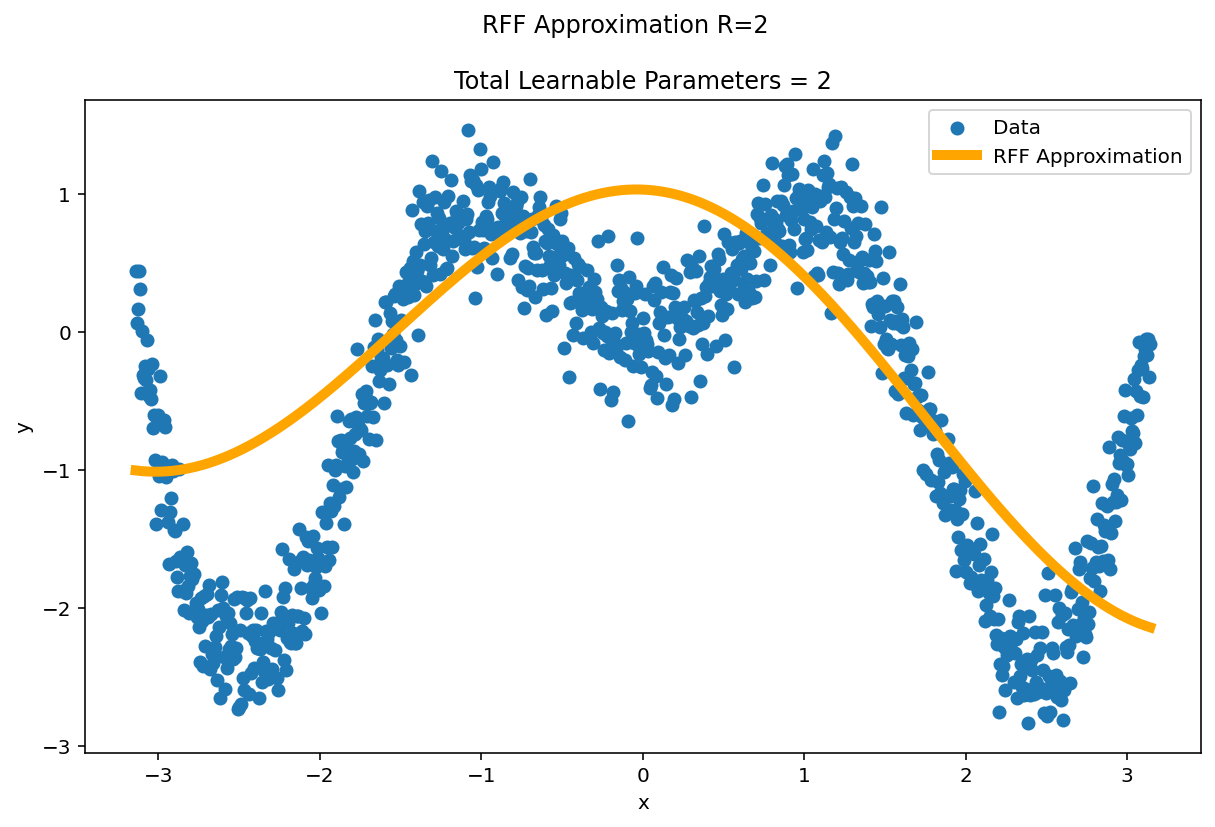 RFF Approximation R=2
Total Learnable Parameters = 2
Data
RFF Approximation
y
1
0
−1
−2
−3
−3
−2
−1
0
1
2
3
x